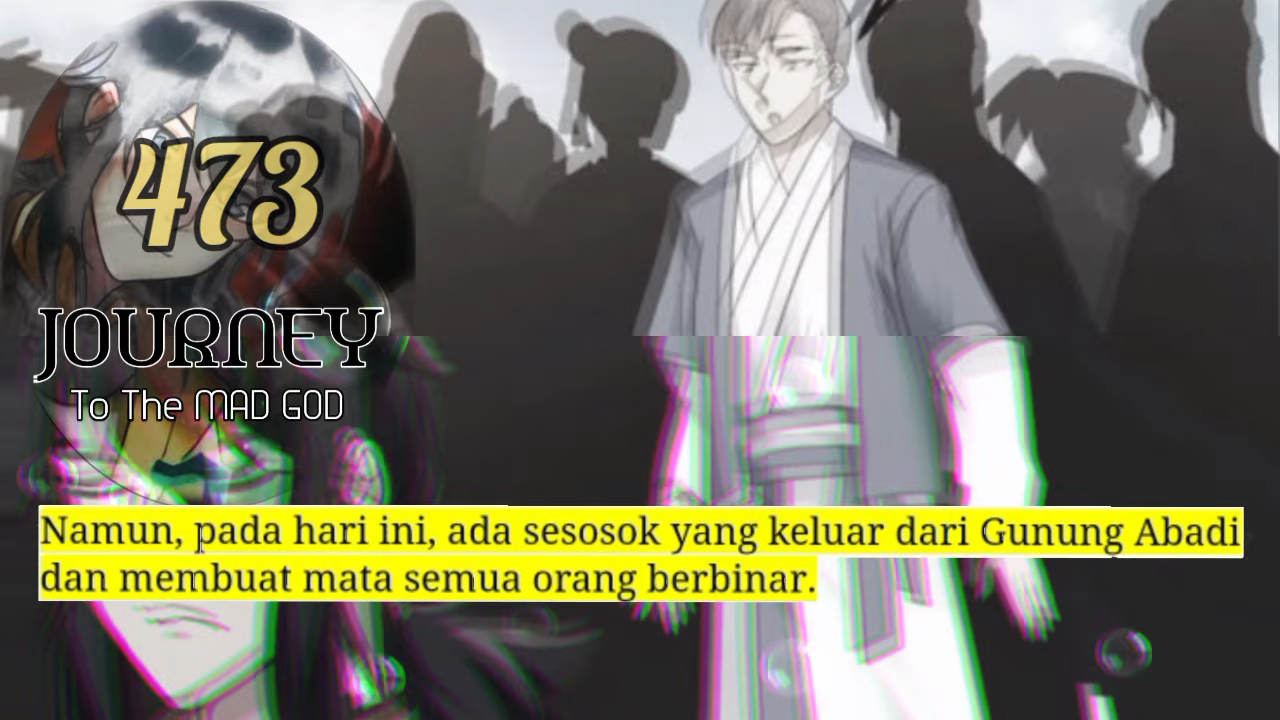 473
JOURNEY
To The MAD GOD
Namun, pada hari ini, ada sesosok yang keluar dari Gunung Abadi
dan membuat mata semua orang berbinar.